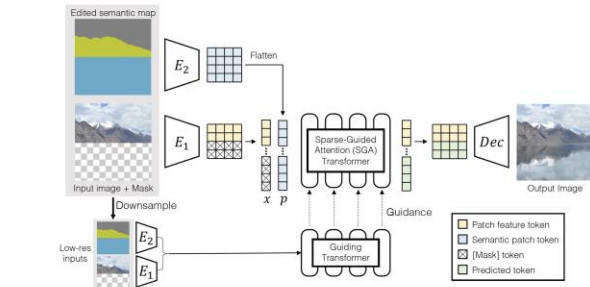 Edited semantic map
E₂
Flatten
E₁
x p
Sparse-Guided
Attention (SGA)
Transformer
Dec
Input image + Mask
Output Image
Downsample
Guidance
Low-res
inputs
E₂
E₁
Guiding
Transformer
Patch feature token
Semantic patch token
[Mask] token
Predicted token